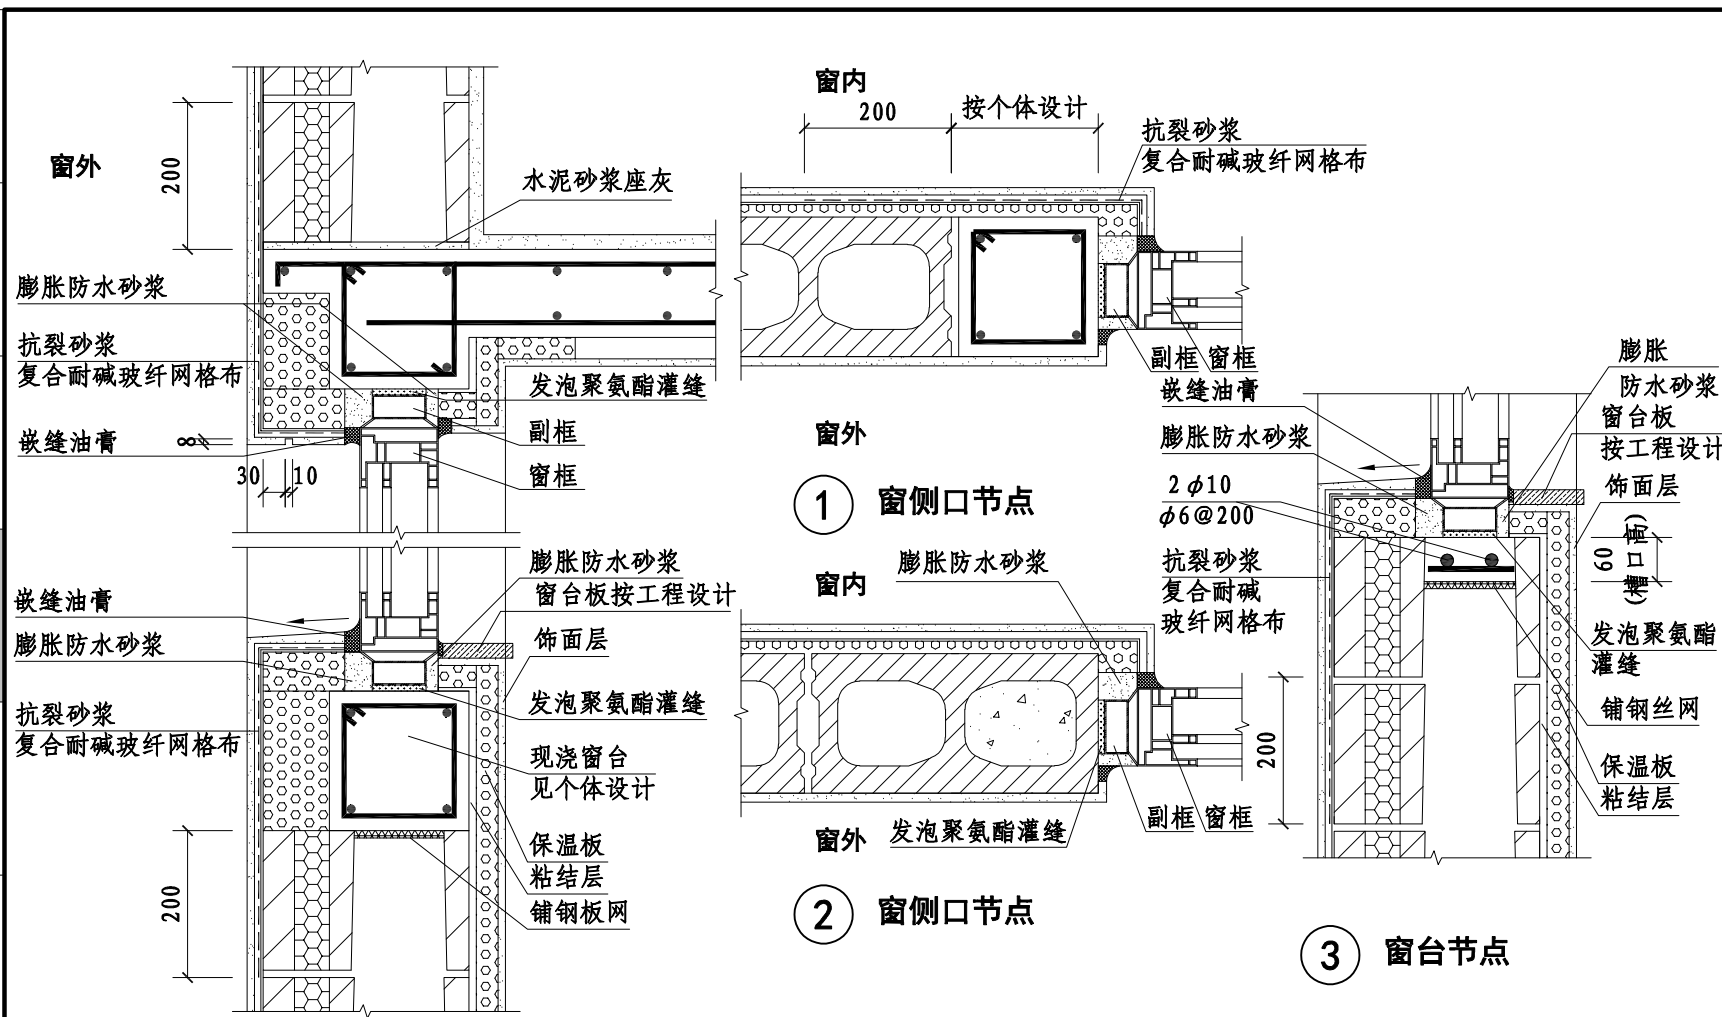 窗外
200
水泥砂浆座灰
膨胀防水砂浆
抗裂砂浆
复合耐碱玻纤网格布
嵌缝油膏
8
30
10
发泡聚氨酯灌缝
副框
窗框
嵌缝油膏
膨胀防水砂浆
抗裂砂浆
复合耐碱玻纤网格布
200
膨胀防水砂浆
窗台板按工程设计
饰面层
发泡聚氨酯灌缝
现浇窗台
见个体设计
保温板
粘结层
铺钢板网
窗内
200
按个体设计
抗裂砂浆
复合耐碱玻纤网格布
副框
窗框
窗外
1 窗侧口节点
窗内
膨胀防水砂浆
副框
窗框
窗外
发泡聚氨酯灌缝
2 窗侧口节点
嵌缝油膏
膨胀防水砂浆
2ϕ10
ϕ6@200
抗裂砂浆
复合耐碱
玻纤网格布
200
膨胀
防水砂浆
窗台板
按工程设计
饰面层
60
(槽口高)
发泡聚氨酯
灌缝
铺钢丝网
保温板
粘结层
3 窗台节点